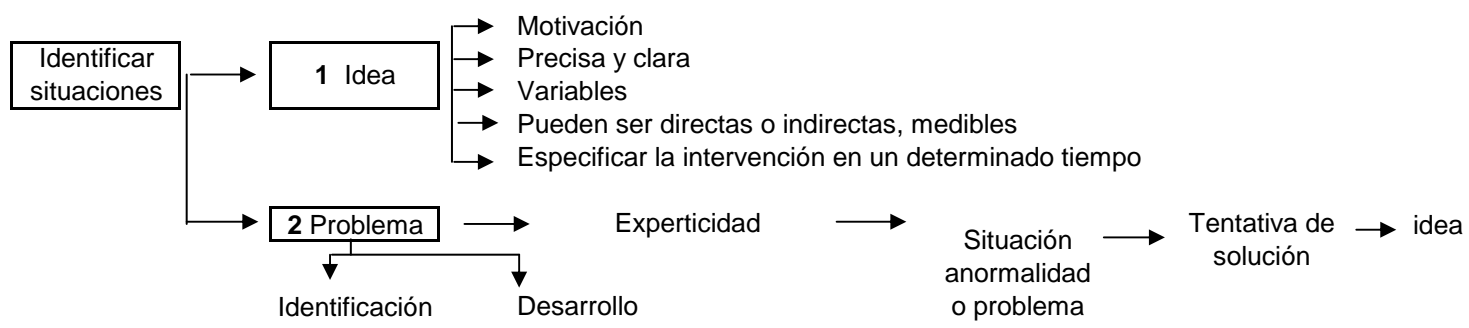 Identificar
situaciones
1 Idea
Motivación
Precisa y clara
Variables
Pueden ser directas o indirectas, medibles
Especificar la intervención en un determinado tiempo
2 Problema
Experticidad
Situación
anormalidad
o problema
Tentativa de
solución
idea
Identificación
Desarrollo